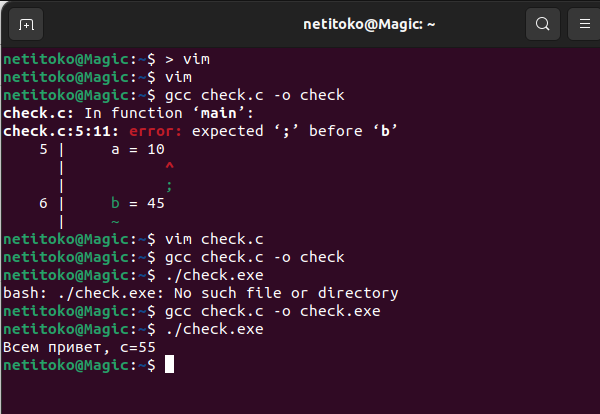 netitoko@Magic: ~
netitoko@Magic:~$ > vim
netitoko@Magic:~$ vim
netitoko@Magic:~$ gcc check.c -o check
check.c: In function ‘main’:
check.c:5:11: error: expected ‘;’ before ‘b’
    5 |     a = 10
      |           ^
      |           ;
    6 |     b = 45
      |     ~
netitoko@Magic:~$ vim check.c
netitoko@Magic:~$ gcc check.c -o check
netitoko@Magic:~$ ./check.exe
bash: ./check.exe: No such file or directory
netitoko@Magic:~$ gcc check.c -o check.exe
netitoko@Magic:~$ ./check.exe
Всем привет, c=55
netitoko@Magic:~$